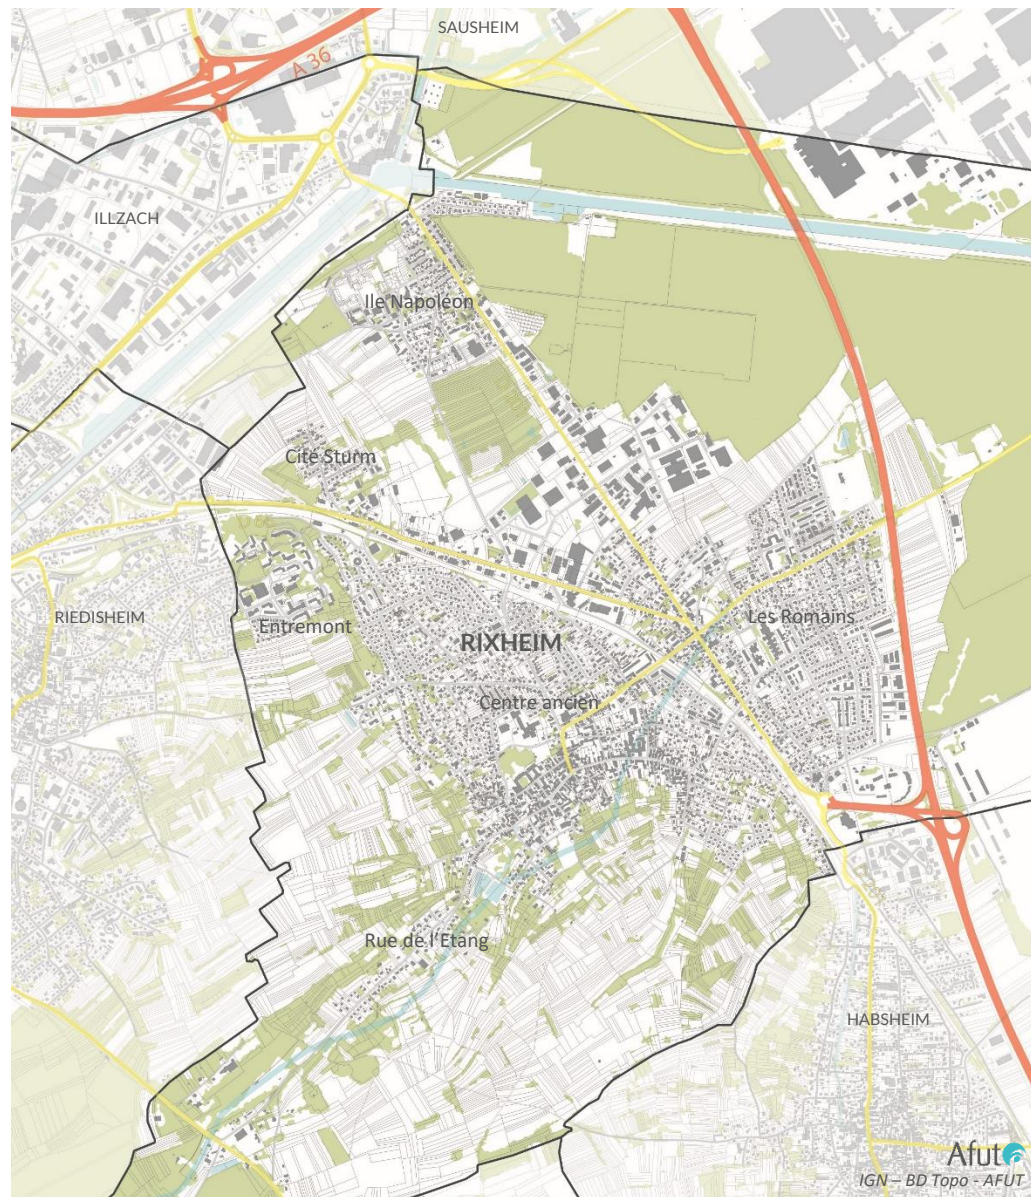 SAUSHEIM
A 36
ILLZACH
Ile Napoléon
Cité Sturm
D 66
RIEDISHEIM
Entremont
RIXHEIM
Les Romains
Centre ancien
Rue de l'Etang
HABSHEIM
Afut
IGN – BD Topo - AFUT